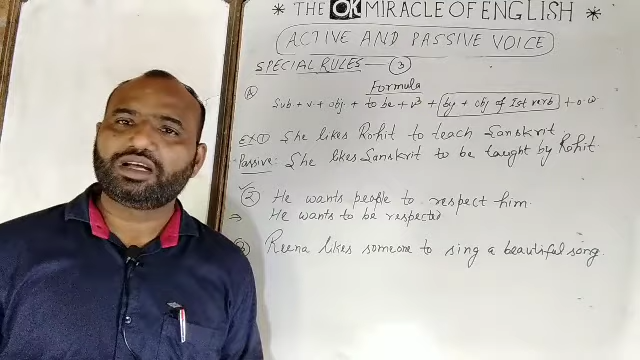 * THE OK MIRACLE OF ENGLISH *
ACTIVE AND PASSIVE VOICE
SPECIAL RULES — ③
Ⓐ Formula
Sub + v + obj. + to be + v³ + by + obj of Ist verb + o.w
Ex ① She likes Rohit to teach Sanskrit
Passive: She likes Sanskrit to be taught by Rohit.
② He wants people to respect him.
⇒ He wants to be respected
③ Reena likes someone to sing a beautiful song.